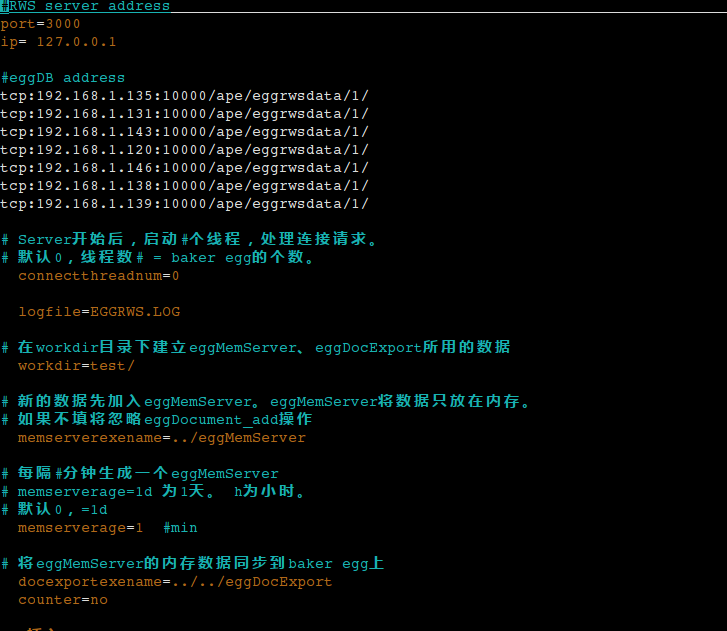 #RWS server address
port=3000
ip= 127.0.0.1
#eggDB address
tcp:192.168.1.135:10000/ape/eggrwsdata/1/
tcp:192.168.1.131:10000/ape/eggrwsdata/1/
tcp:192.168.1.143:10000/ape/eggrwsdata/1/
tcp:192.168.1.120:10000/ape/eggrwsdata/1/
tcp:192.168.1.146:10000/ape/eggrwsdata/1/
tcp:192.168.1.138:10000/ape/eggrwsdata/1/
tcp:192.168.1.139:10000/ape/eggrwsdata/1/
# Server开始后，启动#个线程，处理连接请求。
# 默认0，线程数# = baker egg的个数。
connectthreadnum=0
logfile=EGGRWS.LOG
# 在workdir目录下建立eggMemServer、eggDocExport所用的数据
workdir=test/
# 新的数据先加入eggMemServer。eggMemServer将数据只放在内存。
# 如果不填将忽略eggDocument_add操作
memserverexename=../eggMemServer
# 每隔#分钟生成一个eggMemServer
# memserverage=1d 为1天。 h为小时。
# 默认0，=1d
memserverage=1  #min
# 将eggMemServer的内存数据同步到baker egg上
docexportexename=../../eggDocExport
counter=no